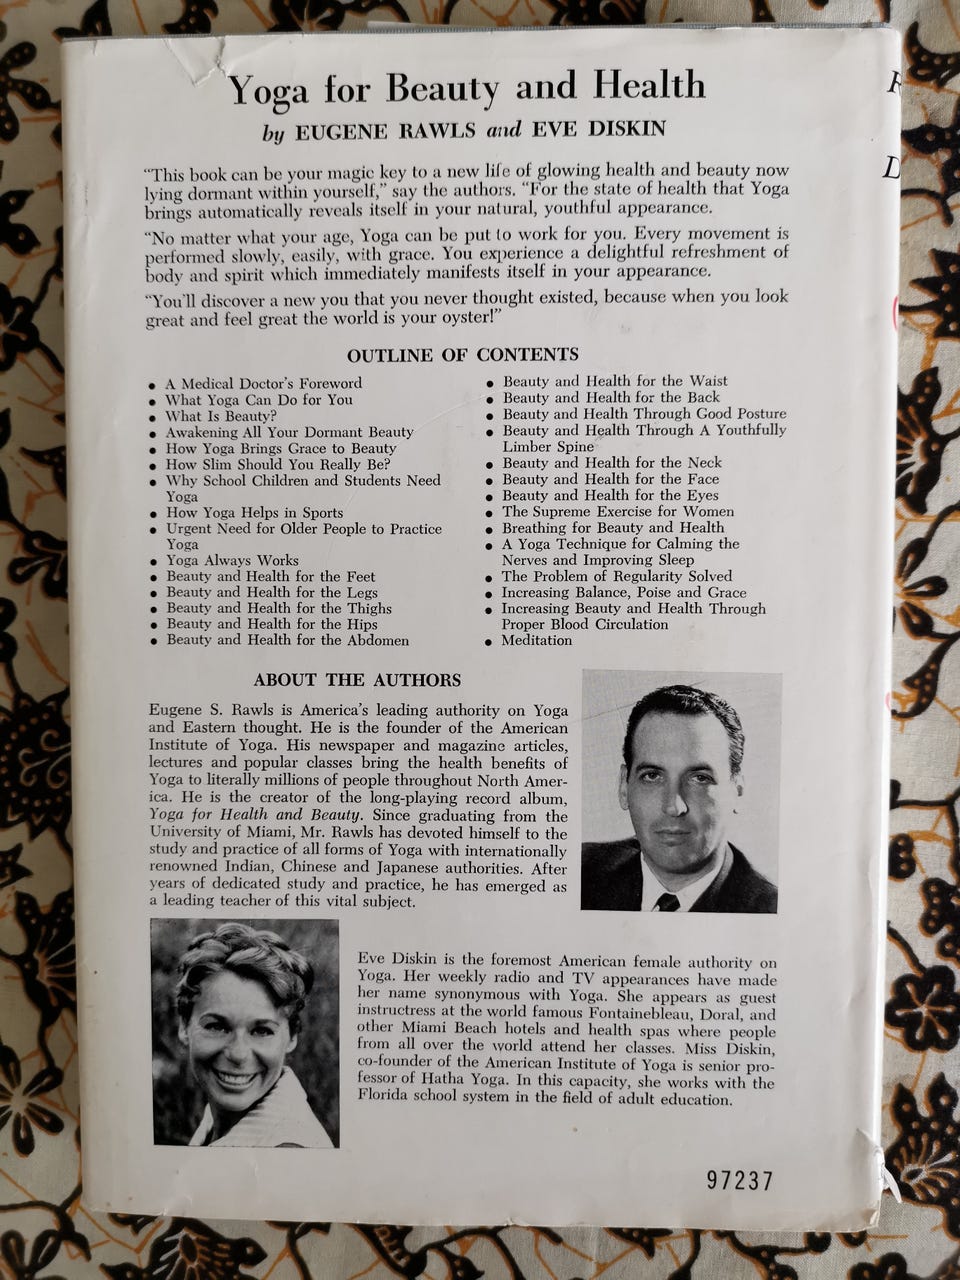 Yoga for Beauty and Health
by EUGENE RAWLS and EVE DISKIN
“This book can be your magic key to a new life of glowing health and beauty now
lying dormant within yourself,” say the authors. “For the state of health that Yoga
brings automatically reveals itself in your natural, youthful appearance.
“No matter what your age, Yoga can be put to work for you. Every movement is
performed slowly, easily, with grace. You experience a delightful refreshment of
body and spirit which immediately manifests itself in your appearance.
“You'll discover a new you that you never thought existed, because when you look
great and feel great the world is your oyster!”
OUTLINE OF CONTENTS
• A Medical Doctor's Foreword
• What Yoga Can Do for You
• What Is Beauty?
• Awakening All Your Dormant Beauty
• How Yoga Brings Grace to Beauty
• How Slim Should You Really Be?
• Why School Children and Students Need
Yoga
• How Yoga Helps in Sports
• Urgent Need for Older People to Practice
Yoga
• Yoga Always Works
• Beauty and Health for the Feet
• Beauty and Health for the Legs
• Beauty and Health for the Thighs
• Beauty and Health for the Hips
• Beauty and Health for the Abdomen
• Beauty and Health for the Waist
• Beauty and Health for the Back
• Beauty and Health Through Good Posture
• Beauty and Health Through A Youthfully
Limber Spine
• Beauty and Health for the Neck
• Beauty and Health for the Face
• Beauty and Health for the Eyes
• The Supreme Exercise for Women
• Breathing for Beauty and Health
• A Yoga Technique for Calming the
Nerves and Improving Sleep
• The Problem of Regularity Solved
• Increasing Balance, Poise and Grace
• Increasing Beauty and Health Through
Proper Blood Circulation
• Meditation
ABOUT THE AUTHORS
Eugene S. Rawls is America's leading authority on Yoga
and Eastern thought. He is the founder of the American
Institute of Yoga. His newspaper and magazine articles,
lectures and popular classes bring the health benefits of
Yoga to literally millions of people throughout North Amer-
ica. He is the creator of the long-playing record album,
Yoga for Health and Beauty. Since graduating from the
University of Miami, Mr. Rawls has devoted himself to the
study and practice of all forms of Yoga with internationally
renowned Indian, Chinese and Japanese authorities. After
years of dedicated study and practice, he has emerged as
a leading teacher of this vital subject.
Eve Diskin is the foremost American female authority on
Yoga. Her weekly radio and TV appearances have made
her name synonymous with Yoga. She appears as guest
instructress at the world famous Fontainebleau, Doral, and
other Miami Beach hotels and health spas where people
from all over the world attend her classes. Miss Diskin,
co-founder of the American Institute of Yoga is senior pro-
fessor of Hatha Yoga. In this capacity, she works with the
Florida school system in the field of adult education.
97237